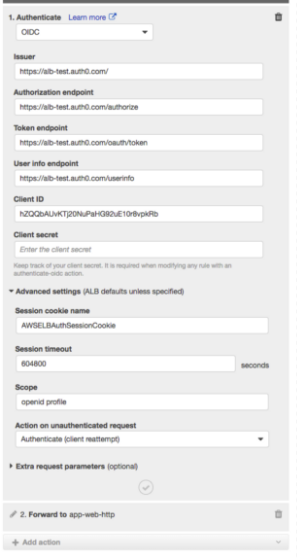 1. Authenticate Learn more
OIDC
Issuer
https://alb-test.auth0.com/
Authorization endpoint
https://alb-test.auth0.com/authorize
Token endpoint
https://alb-test.auth0.com/oauth/token
User info endpoint
https://alb-test.auth0.com/userinfo
Client ID
hZQQbAUvKTj20NuPaHG92uE10r8vpkRb
Client secret
Enter the client secret
Keep track of your client secret. It is required when modifying any rule with an
authenticate-oidc action.
Advanced settings (ALB defaults unless specified)
Session cookie name
AWSELBAuthSessionCookie
Session timeout
604800 seconds
Scope
openid profile
Action on unauthenticated request
Authenticate (client reattempt)
Extra request parameters (optional)
2. Forward to app-web-http
+ Add action